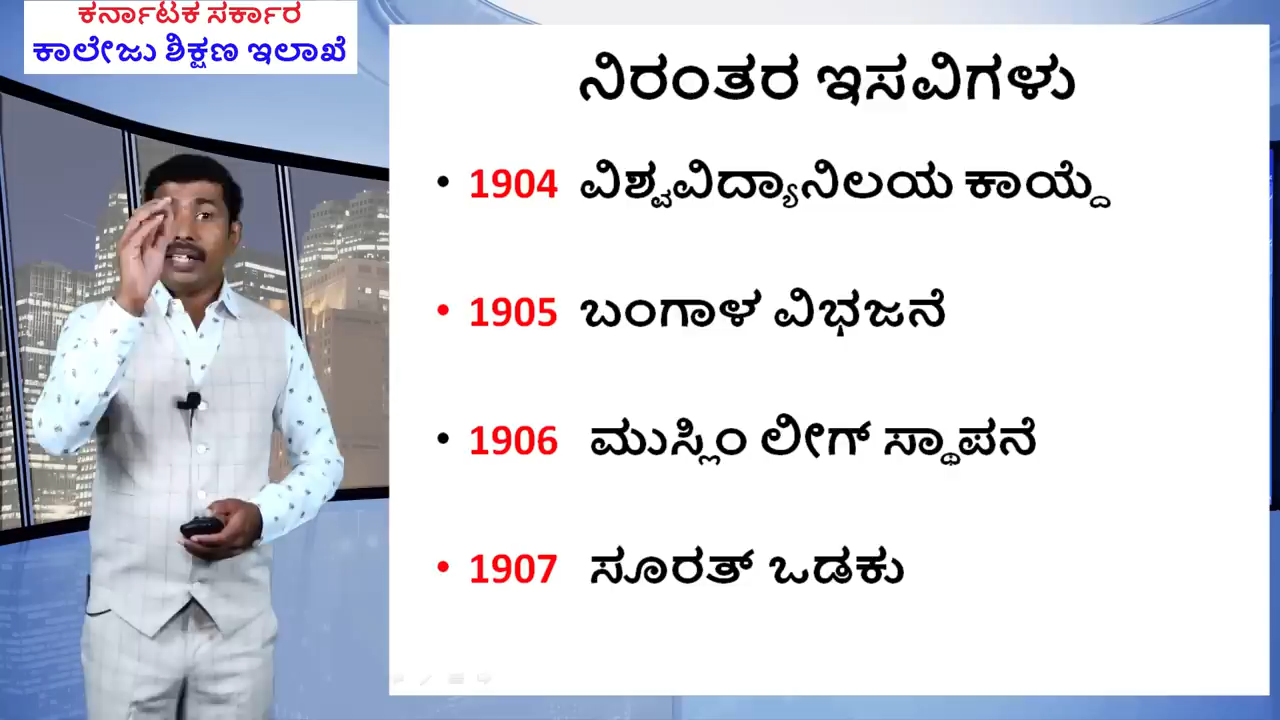 ಕರ್ನಾಟಕ ಸರ್ಕಾರ
ಕಾಲೇಜು ಶಿಕ್ಷಣ ಇಲಾಖೆ
ನಿರಂತರ ಇಸವಿಗಳು
• 1904 ವಿಶ್ವವಿದ್ಯಾನಿಲಯ ಕಾಯ್ದೆ
• 1905 ಬಂಗಾಳ ವಿಭಜನೆ
• 1906 ಮುಸ್ಲಿಂ ಲೀಗ್ ಸ್ಥಾಪನೆ
• 1907 ಸೂರತ್ ಒಡಕು